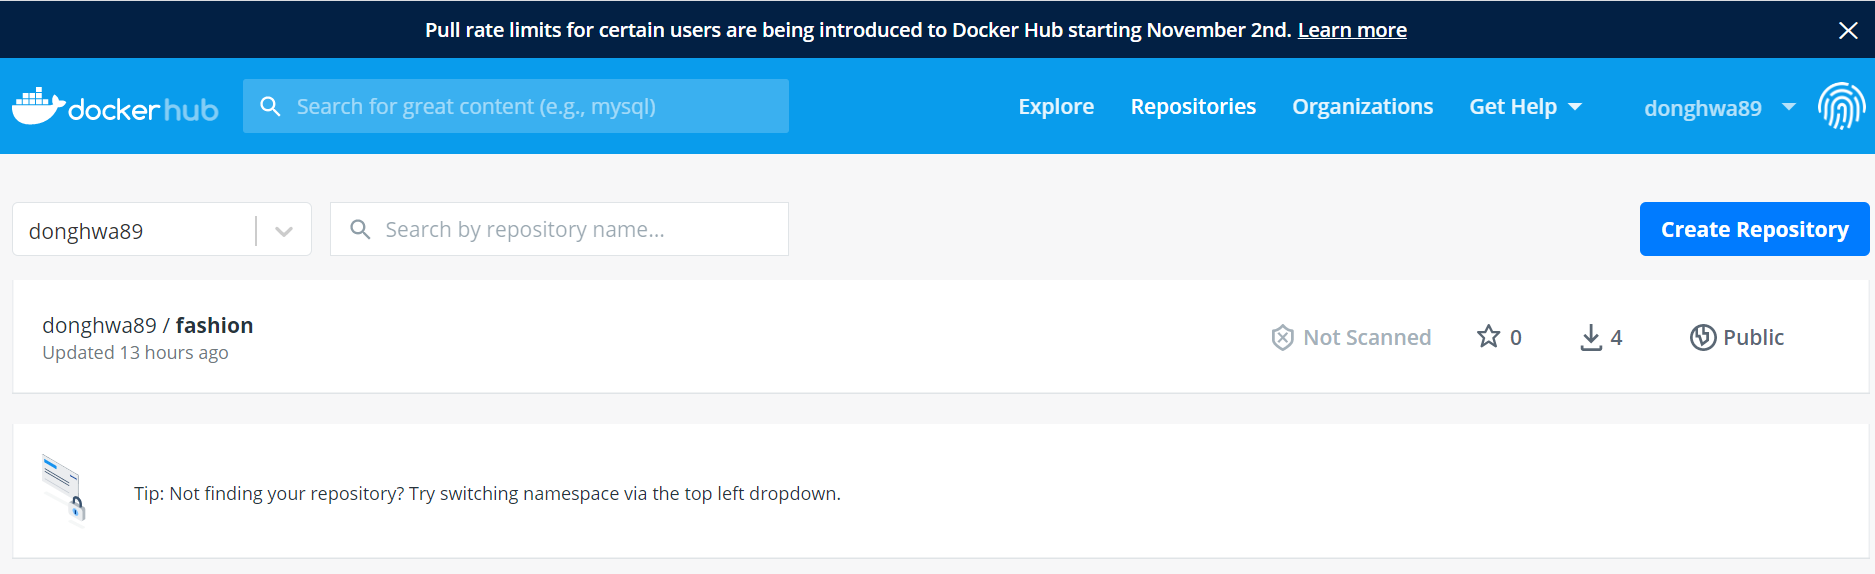 Pull rate limits for certain users are being introduced to Docker Hub starting November 2nd. Learn more
dockerhub Search for great content (e.g., mysql) Explore Repositories Organizations Get Help donghwa89
donghwa89 Search by repository name... Create Repository
donghwa89 / fashion
Updated 13 hours ago
Not Scanned 0 4 Public
Tip: Not finding your repository? Try switching namespace via the top left dropdown.